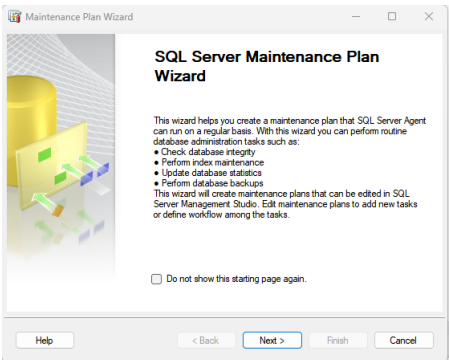 Maintenance Plan Wizard
SQL Server Maintenance Plan
Wizard
This wizard helps you create a maintenance plan that SQL Server Agent
can run on a regular basis. With this wizard you can perform routine
database administration tasks such as:
● Check database integrity
● Perform index maintenance
● Update database statistics
● Perform database backups
This wizard will create maintenance plans that can be edited in SQL
Server Management Studio. Edit maintenance plans to add new tasks
or define workflow among the tasks.
Do not show this starting page again.
Help
< Back
Next >
Finish
Cancel